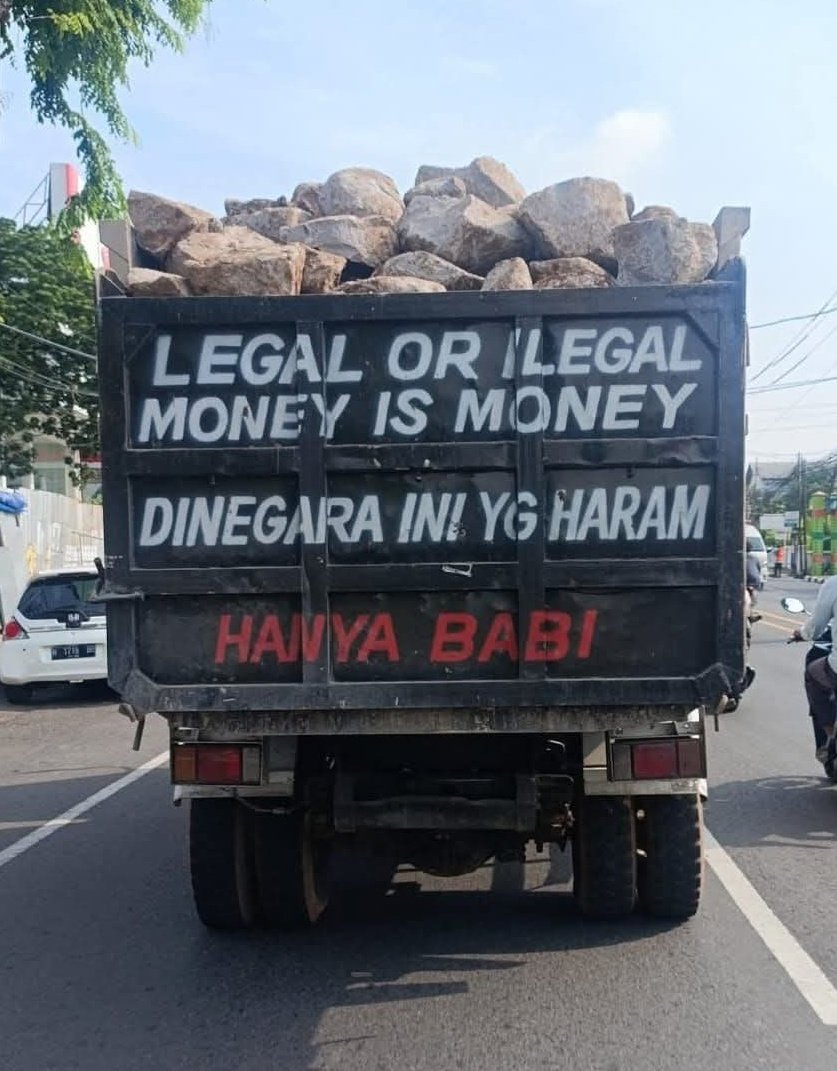 LEGAL OR ILEGAL
MONEY IS MONEY
DINEGARA INI YG HARAM
HANYA BABI